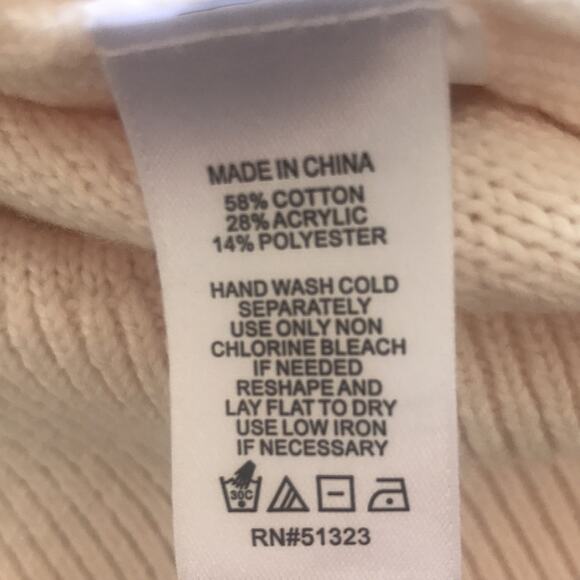 MADE IN CHINA
58% COTTON
28% ACRYLIC
14% POLYESTER
HAND WASH COLD
SEPARATELY
USE ONLY NON
CHLORINE BLEACH
IF NEEDED
RESHAPE AND
LAY FLAT TO DRY
USE LOW IRON
IF NECESSARY
30C
RN#51323